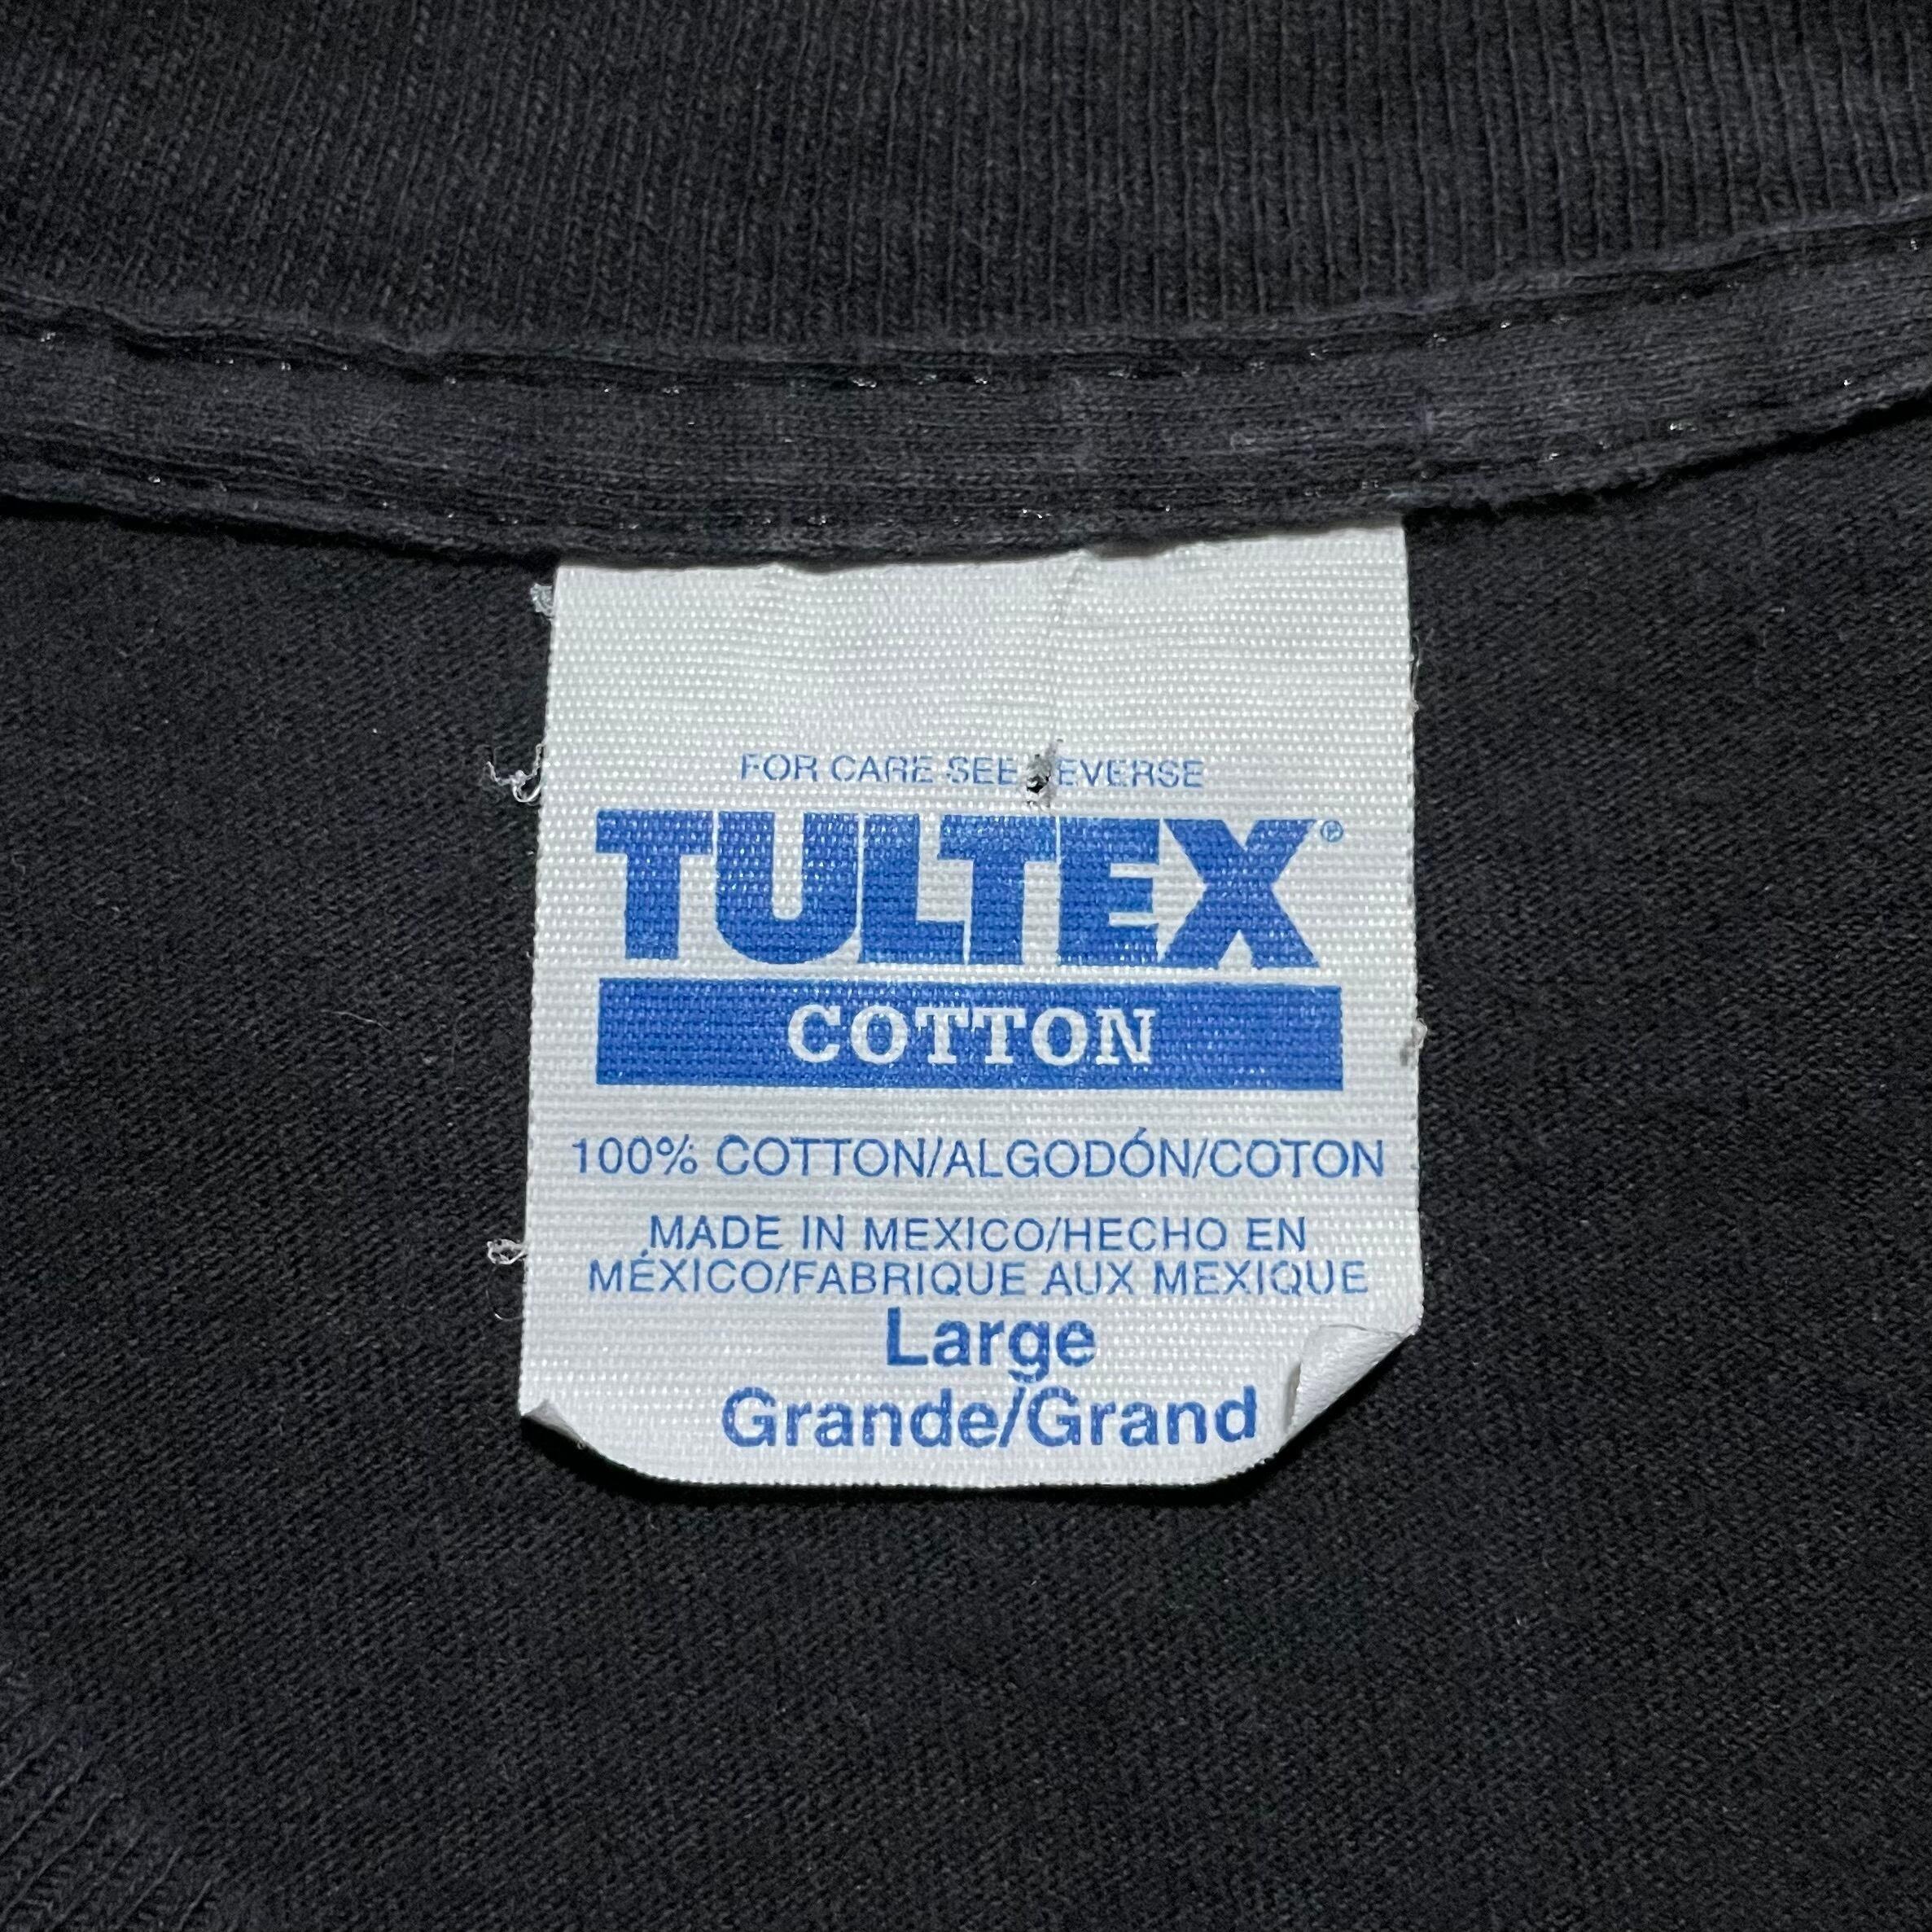 FOR CARE SEE REVERSE
TULTEX®
COTTON
100% COTTON/ALGODÓN/COTON
MADE IN MEXICO/HECHO EN
MÉXICO/FABRIQUE AUX MEXIQUE
Large
Grande/Grand